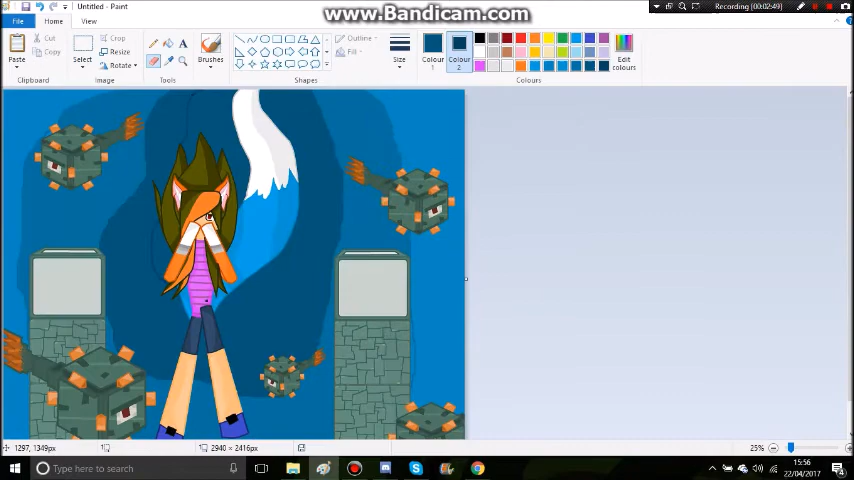 www.Bandicam.com
Recording [00:02:49]
Untitled - Paint
File
Home
View
Paste
Cut
Copy
Clipboard
Select
Crop
Resize
Rotate
Image
A
Tools
Brushes
Outline
Fill
Shapes
Size
Colour
1
Colour
2
Edit
colours
Colours
1297, 1349px
2940 × 2416px
25%
Type here to search
15:56
22/04/2017
4